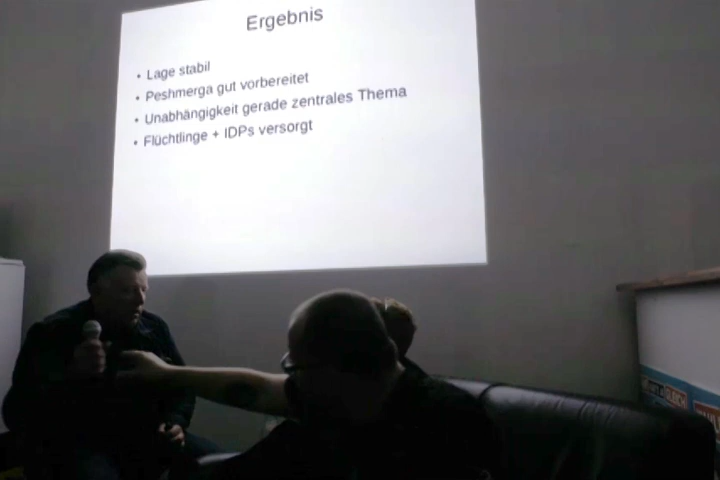 Ergebnis
• Lage stabil
• Peshmerga gut vorbereitet
• Unabhängigkeit gerade zentrales Thema
• Flüchtlinge + IDPs versorgt